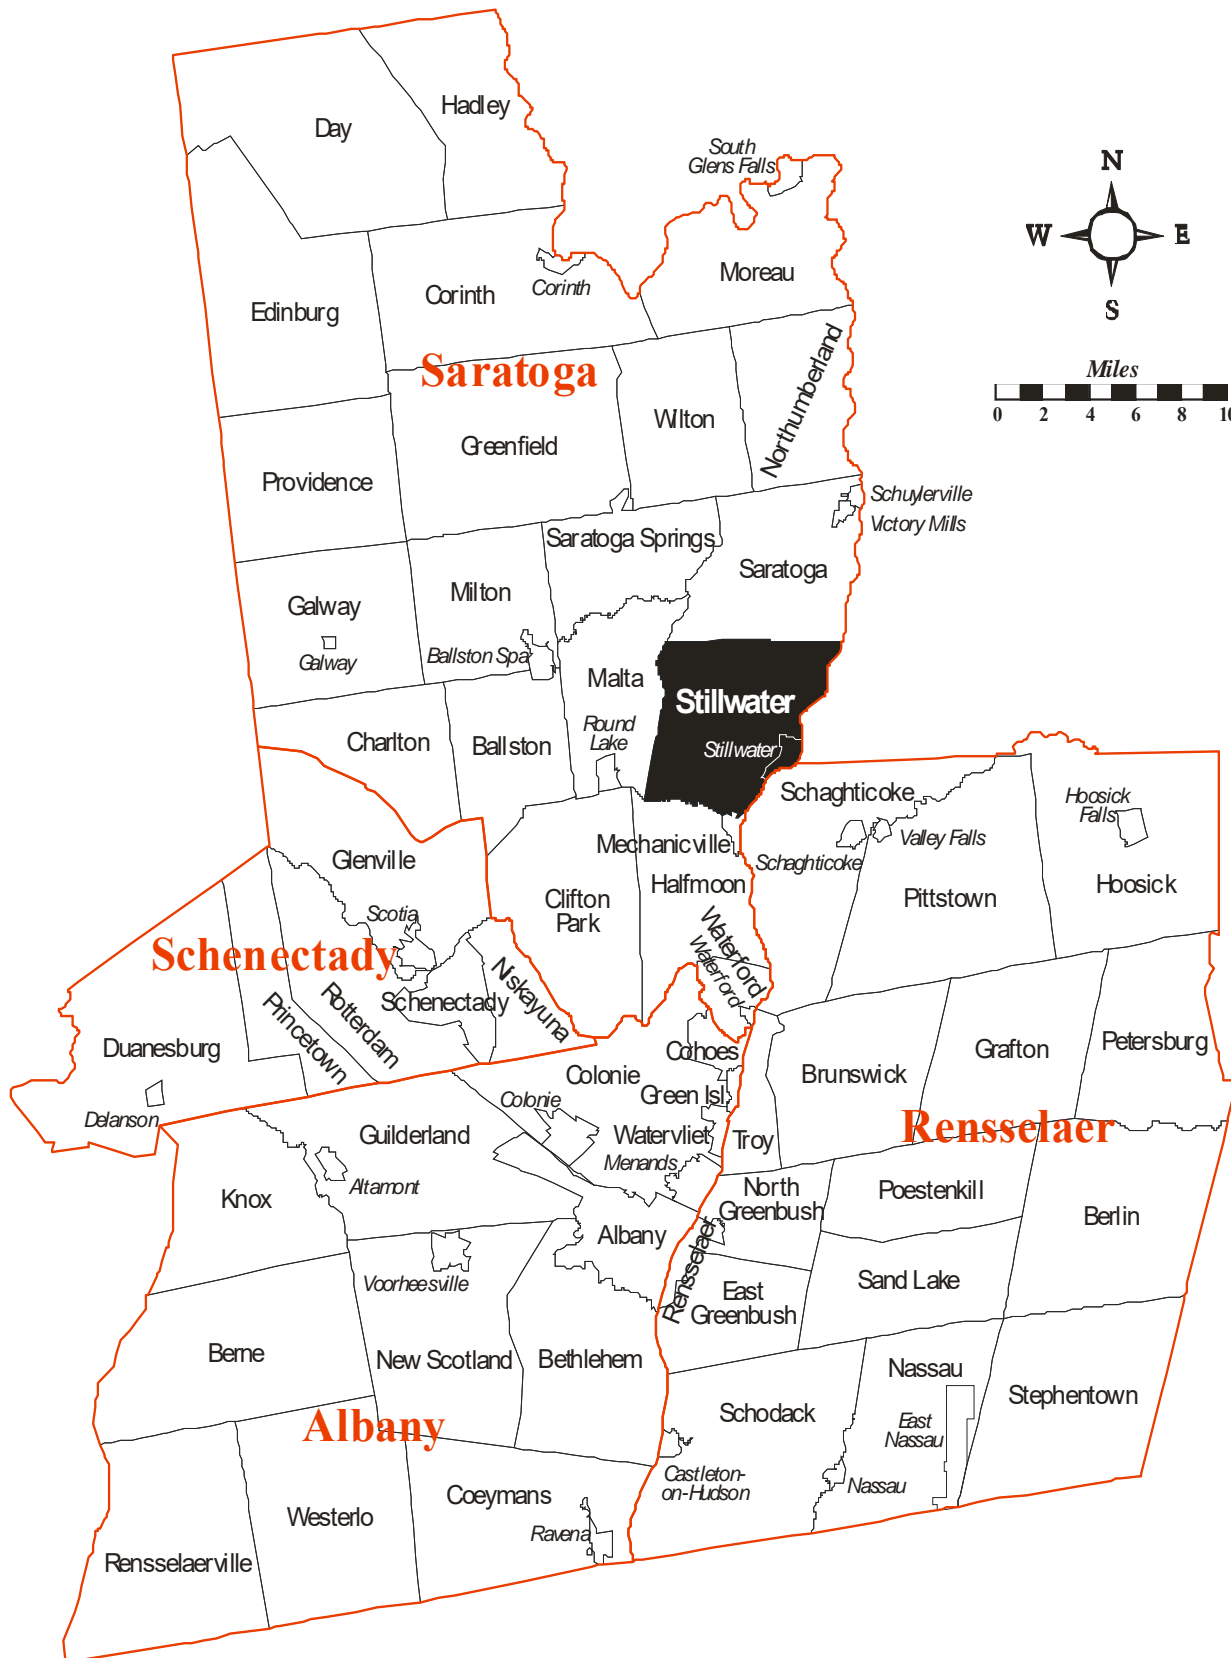 Hadley
Day
South
Glens Falls
N
W
E
S
Moreau
Corinth
Corinth
Edinburg
Saratoga
Northumberland
Miles
0 2 4 6 8 10
Wilton
Greenfield
Providence
Schuylerville
Victory Mills
Saratoga Springs
Saratoga
Milton
Galway
Galway
Ballston Spa
Malta
Stillwater
Stillwater
Round
Lake
Charlton
Ballston
Schaghticoke
Hoosick
Falls
Valley Falls
Schaghticoke
Mechanicville
Halfmoon
Glenville
Hoosick
Pittstown
Clifton
Park
Scotia
Waterford
Waterford
Schenectady
Niskayuna
Schenectady
Rotterdam
Princetown
Duanesburg
Delanson
Cohoes
Colonie
Green Isl.
Colonie
Watervliet
Menands
Troy
Brunswick
Grafton
Petersburg
Rensselaer
Guilderland
Altamont
Knox
North
Greenbush
Poestenkill
Berlin
Albany
Rensselaer
Voorheesville
Sand Lake
East
Greenbush
Berne
New Scotland
Bethlehem
Nassau
Stephentown
Schodack
East
Nassau
Albany
Castleton-
on-Hudson
Nassau
Coeymans
Westerlo
Ravena
Rensselaerville